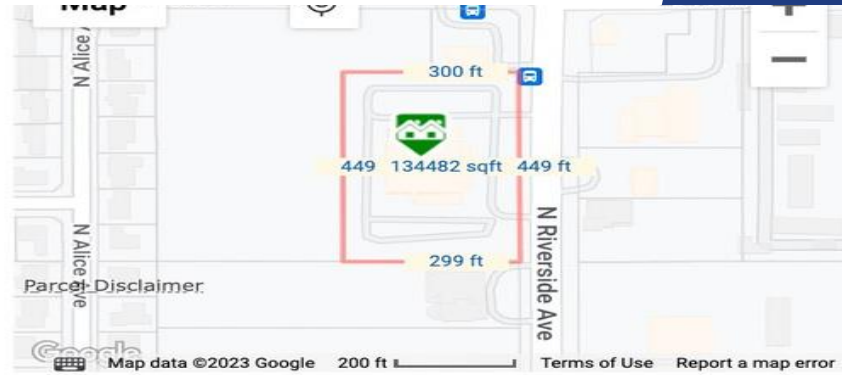 Map
N Alice
300 ft
449 134482 sqft 449 ft
N Alice
N Riverside Ave
299 ft
Parcel Disclaimer
Google
Map data ©2023 Google 200 ft Terms of Use Report a map error